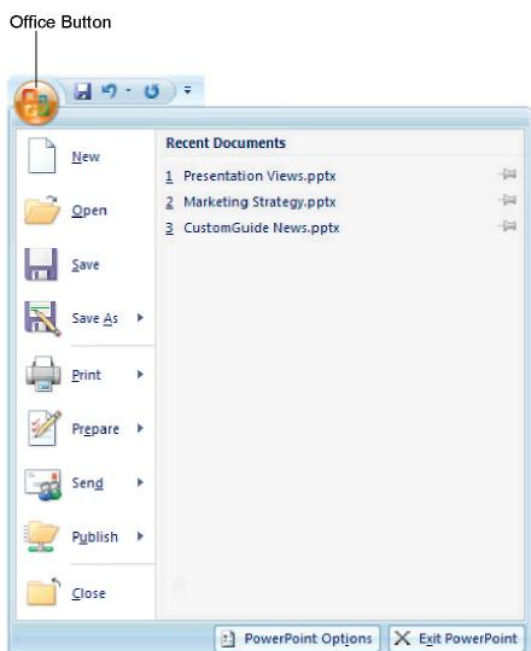 Office Button
New
Open
Save
Save As
Print
Prepare
Send
Publish
Close
Recent Documents
1 Presentation Views.pptx
2 Marketing Strategy.pptx
3 CustomGuide News.pptx
PowerPoint Options
Exit PowerPoint